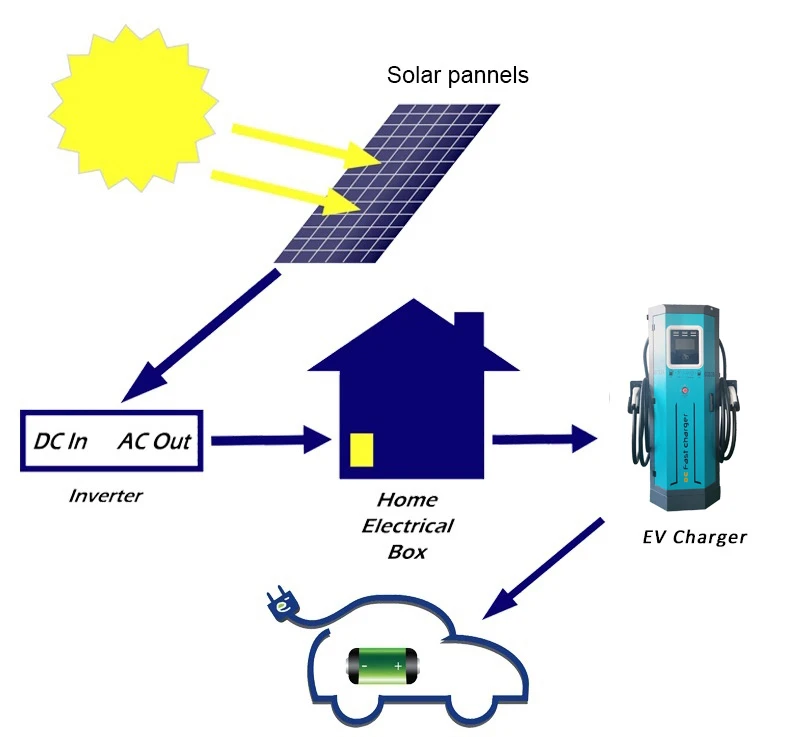 Solar pannels
DC In AC Out
Inverter
Home
Electrical
Box
Fast charger
EV Charger
e
- +